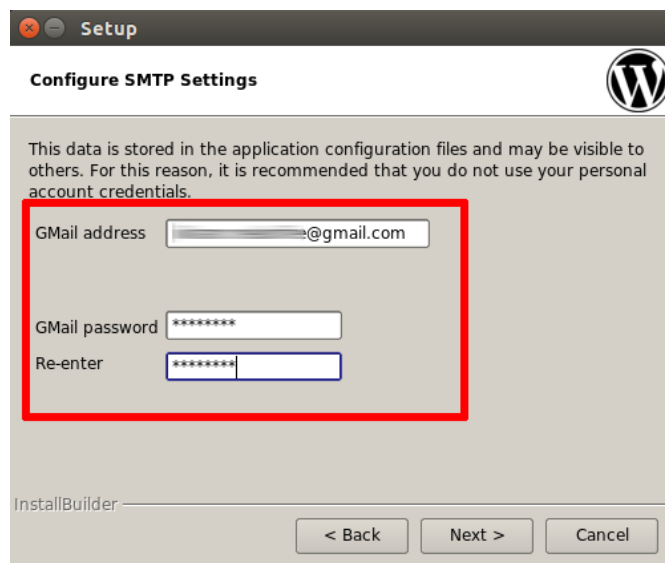 Setup
Configure SMTP Settings
This data is stored in the application configuration files and may be visible to
others. For this reason, it is recommended that you do not use your personal
account credentials.
GMail address @gmail.com
GMail password ********
Re-enter ********
InstallBuilder
< Back Next > Cancel